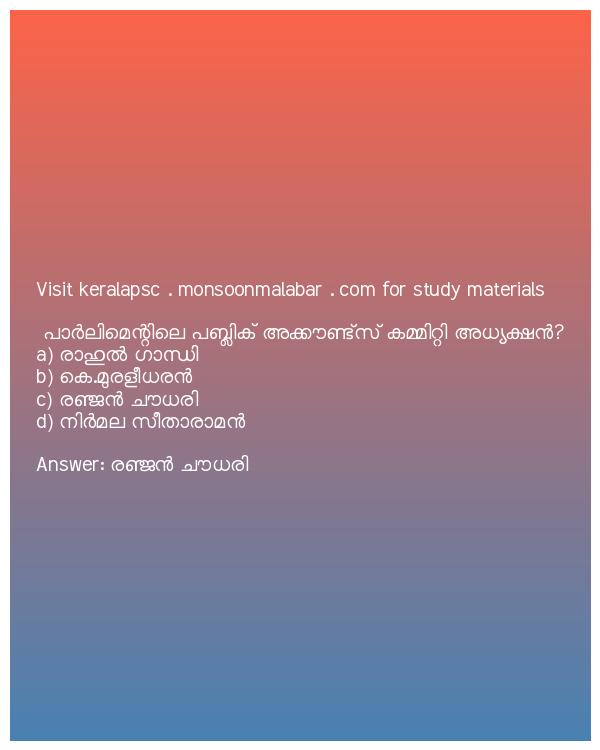 Visit keralapsc . monsoonmalabar . com for study materials
പാർലിമെന്റിലെ പബ്ലിക് അക്കൗണ്ട്സ് കമ്മിറ്റി അധ്യക്ഷൻ?
a) രാഹുൽ ഗാന്ധി
b) കെ.മുരളീധരൻ
c) രഞ്ജൻ ചൗധരി
d) നിർമല സീതാരാമൻ
Answer: രഞ്ജൻ ചൗധരി